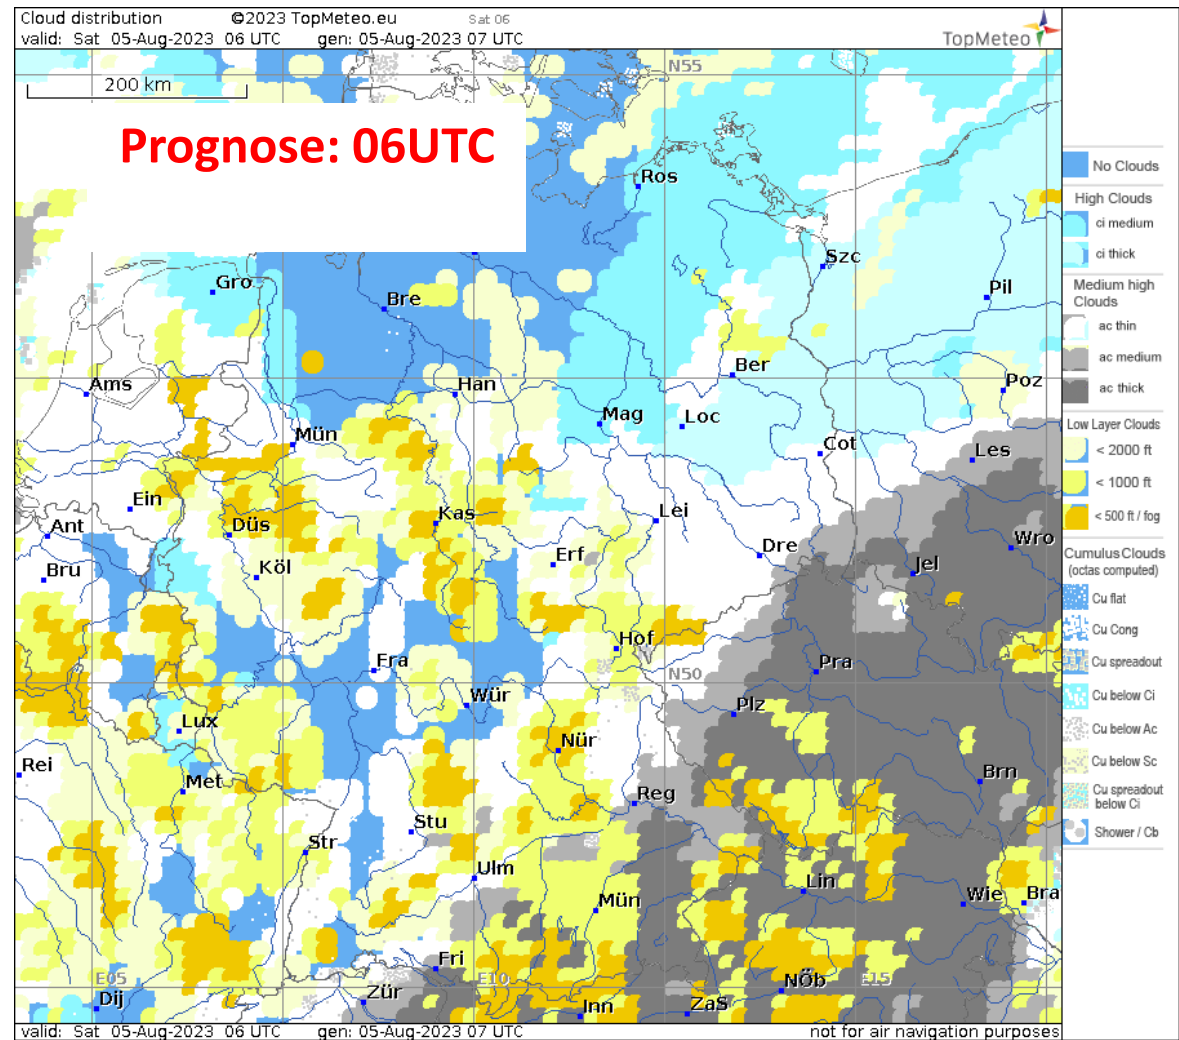 Cloud distribution ©2023 TopMeteo.eu Sat 06
valid: Sat 05-Aug-2023 06 UTC gen: 05-Aug-2023 07 UTC
TopMeteo
200 km
N55
Prognose: 06UTC
Ros
Szc
Gro
Bre
Pil
Ber
Ams
Han
Poz
Mag
Loc
Mün
Cot
Les
Ein
Ant
Düs
Kas
Lei
Wro
Bru
Köl
Erf
Dre
Jel
Hof
Fra
N50
Pra
Wür
Plz
Lux
Nür
Rei
Met
Brn
Reg
Str
Stu
Ulm
Lin
Mün
Wie
Bra
Fri
E05
E10
NÖb
E15
Dij
Zür
Inn
ZaS
valid: Sat 05-Aug-2023 06 UTC gen: 05-Aug-2023 07 UTC not for air navigation purposes
No Clouds
High Clouds
ci medium
ci thick
Medium high
Clouds
ac thin
ac medium
ac thick
Low Layer Clouds
< 2000 ft
< 1000 ft
< 500 ft / fog
Cumulus Clouds
(octas computed)
Cu flat
Cu Cong
Cu spreadout
Cu below Ci
Cu below Ac
Cu below Sc
Cu spreadout
below Ci
Shower / Cb